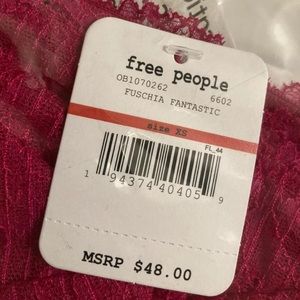 free people
OB1070262 6602
FUSCHIA FANTASTIC
size XS
FL_44
1 94374 40405 9
MSRP $48.00